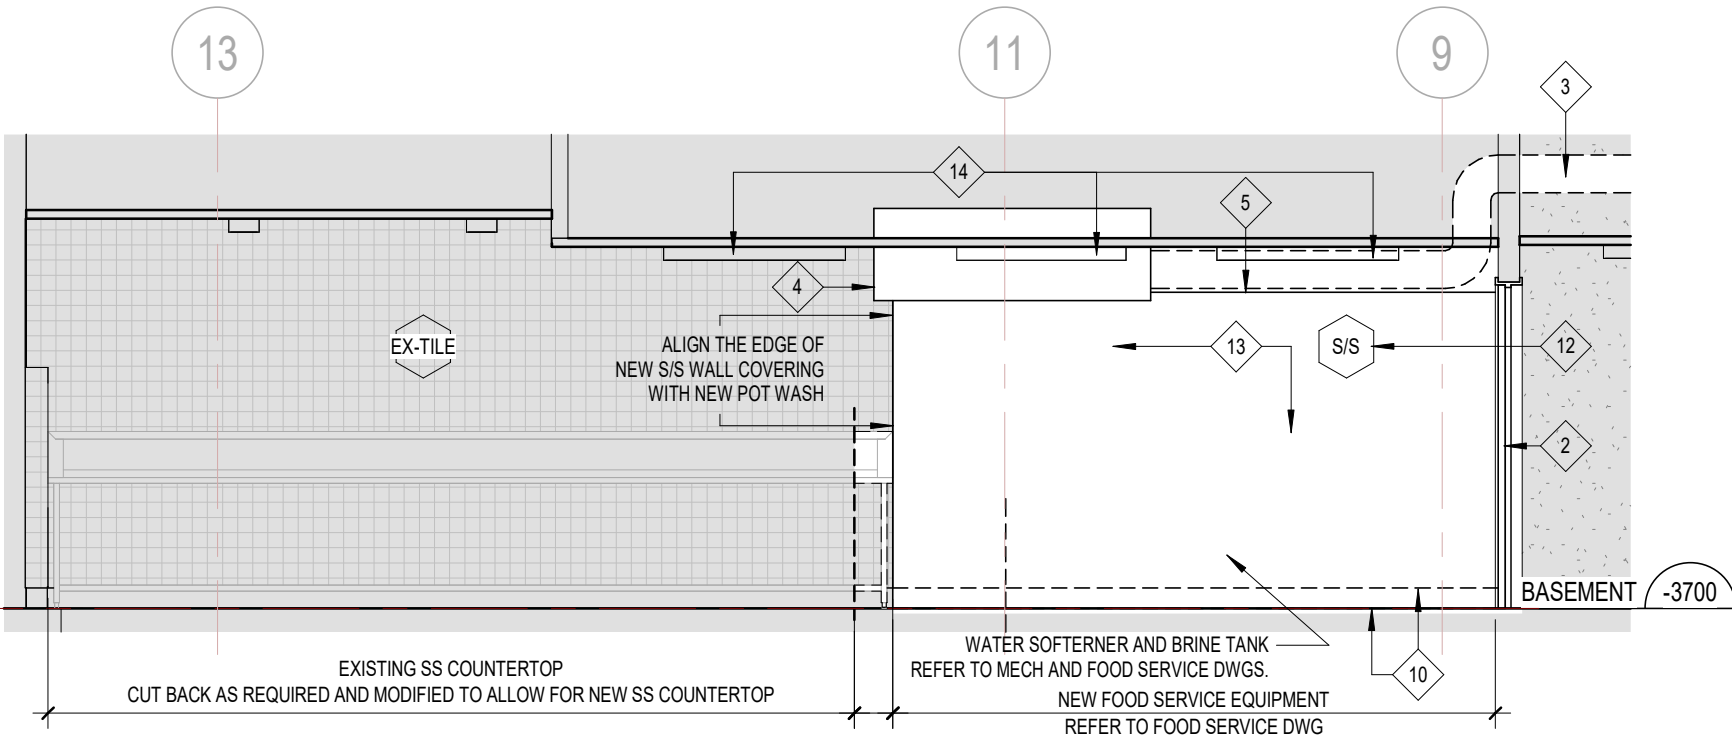 13
11
9
3
14
5
4
EX-TILE
ALIGN THE EDGE OF
NEW S/S WALL COVERING
WITH NEW POT WASH
13
S/S
12
2
BASEMENT
-3700
WATER SOFTERNER AND BRINE TANK
REFER TO MECH AND FOOD SERVICE DWGS.
10
EXISTING SS COUNTERTOP
CUT BACK AS REQUIRED AND MODIFIED TO ALLOW FOR NEW SS COUNTERTOP
NEW FOOD SERVICE EQUIPMENT
REFER TO FOOD SERVICE DWG